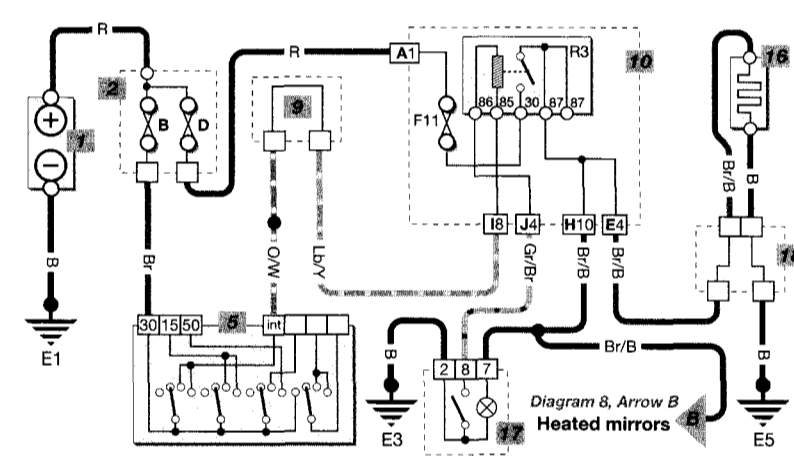 R
R
A1
R3
10
16
2
9
B
D
F11
86 85 30 87 87
+
−
1
Br/B
B
I8
J4
H10
E4
B
Br
O/W
Lb/Y
Gr/Br
Br/B
Br/B
E1
30 15 50
5
int
B
2 8 7
Br/B
B
E3
17
Diagram 8, Arrow B
Heated mirrors
B
E5